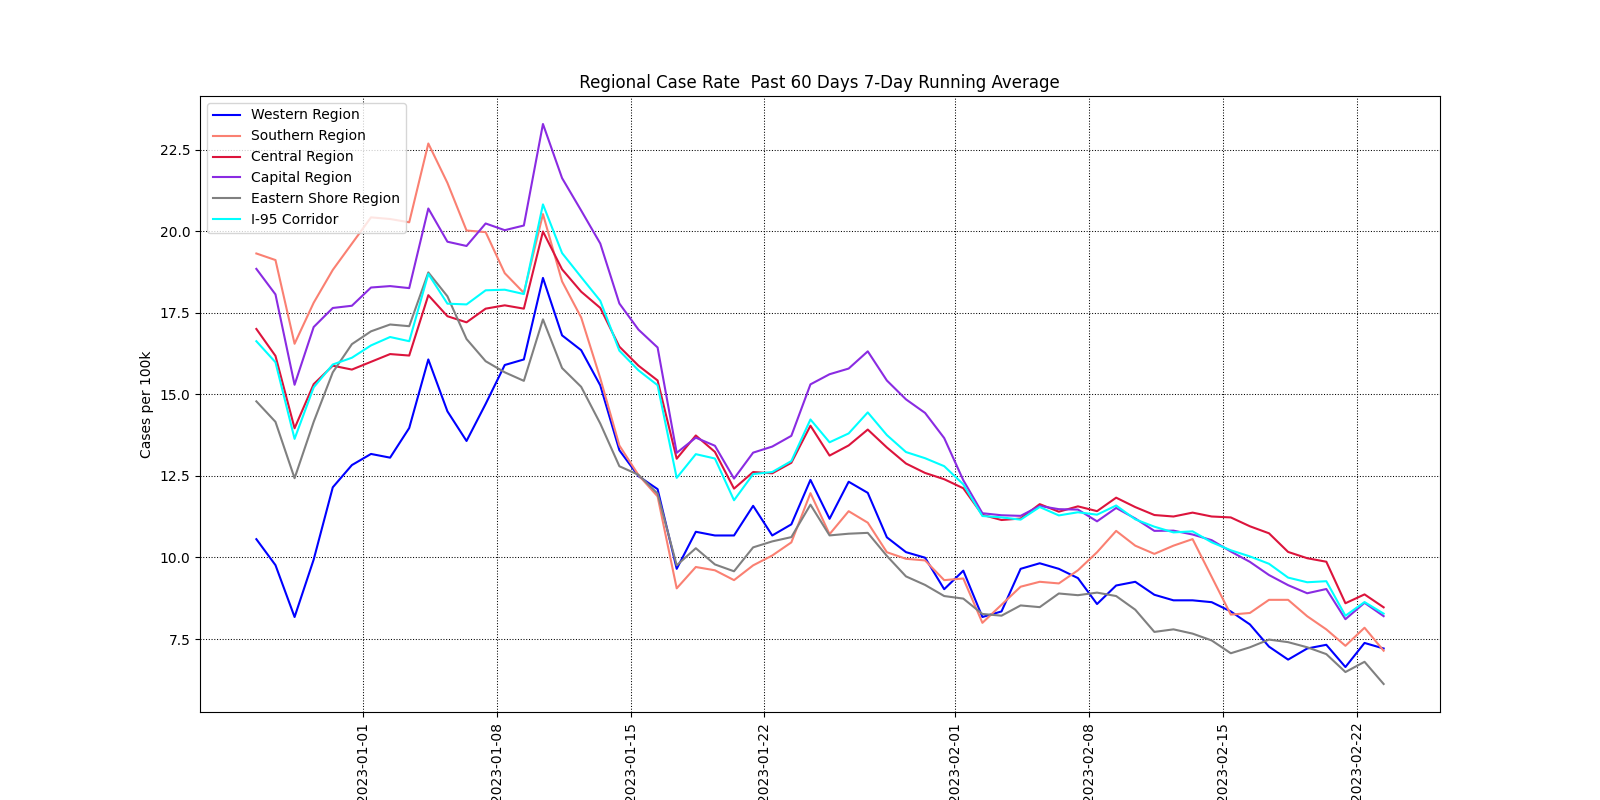 Regional Case Rate  Past 60 Days 7-Day Running Average
Western Region
Southern Region
Central Region
Capital Region
Eastern Shore Region
I-95 Corridor
Cases per 100k
22.5
20.0
17.5
15.0
12.5
10.0
7.5
2023-01-01
2023-01-08
2023-01-15
2023-01-22
2023-02-01
2023-02-08
2023-02-15
2023-02-22